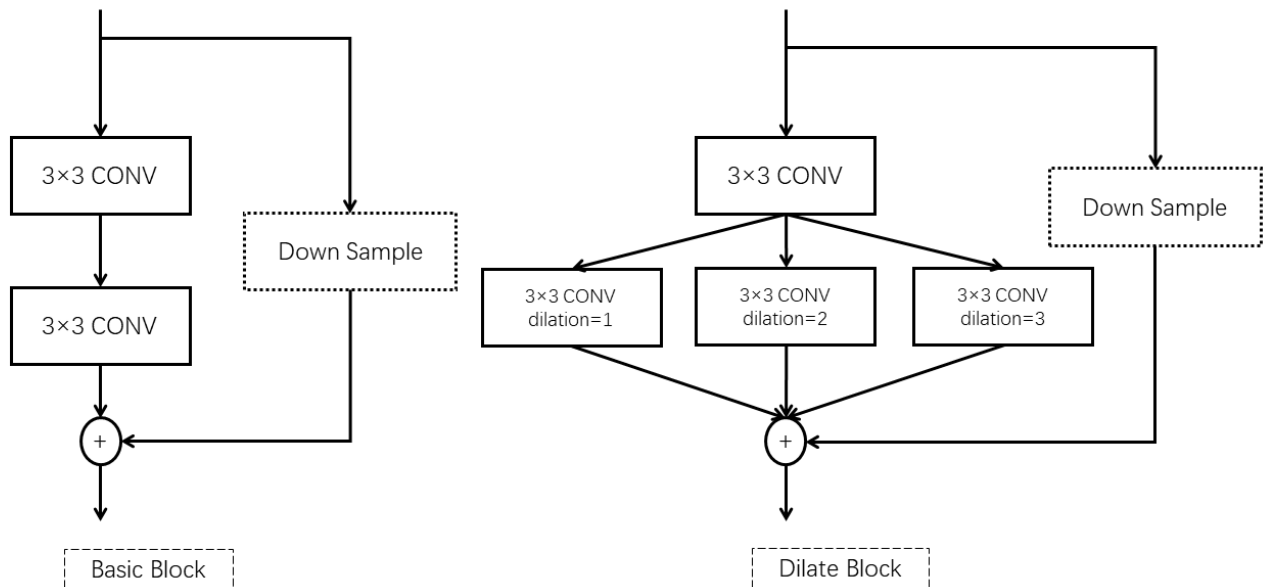 3×3 CONV
Down Sample
3×3 CONV
+
Basic Block
3×3 CONV
Down Sample
3×3 CONV
dilation=1
3×3 CONV
dilation=2
3×3 CONV
dilation=3
+
Dilate Block